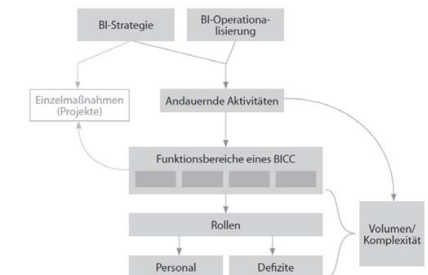 BI-Strategie
BI-Operationa-
lisierung
Einzelmaßnahmen
(Projekte)
Andauernde Aktivitäten
Funktionsbereiche eines BICC
Rollen
Volumen/
Komplexität
Personal
Defizite